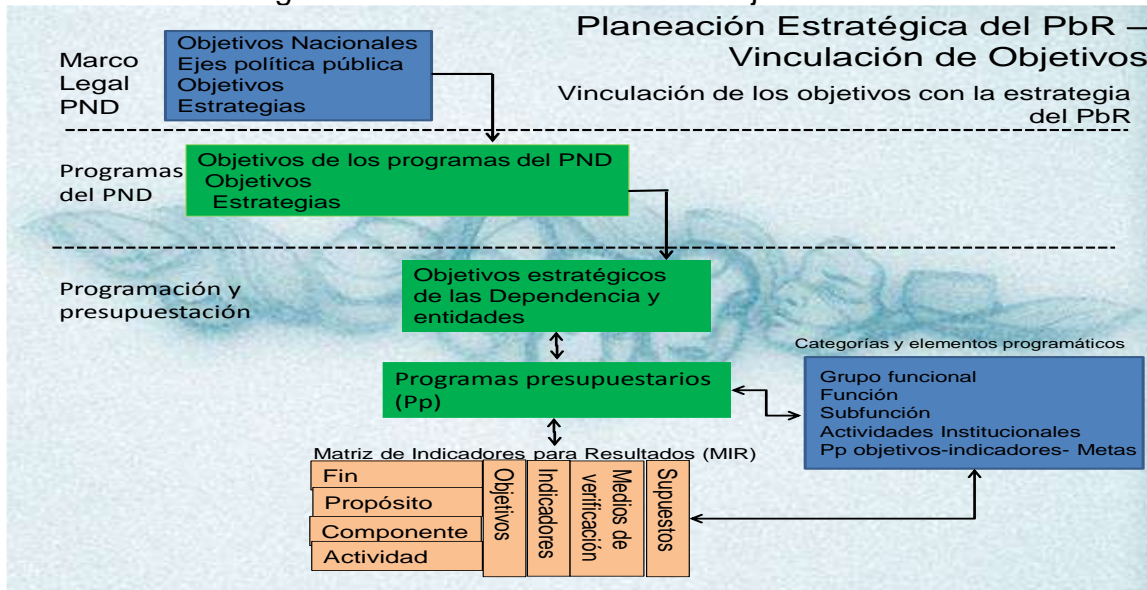 Planeación Estratégica del PbR –
Vinculación de Objetivos
Vinculación de los objetivos con la estrategia
del PbR
Marco
Legal
PND
Objetivos Nacionales
Ejes política pública
Objetivos
Estrategias
Programas
del PND
Objetivos de los programas del PND
Objetivos
Estrategias
Programación y
presupuestación
Objetivos estratégicos
de las Dependencia y
entidades
Programas presupuestarios
(Pp)
Categorías y elementos programáticos
Grupo funcional
Función
Subfunción
Actividades Institucionales
Pp objetivos-indicadores- Metas
Matriz de Indicadores para Resultados (MIR)
Fin
Propósito
Componente
Actividad
Objetivos
Indicadores
Medios de
verificación
Supuestos